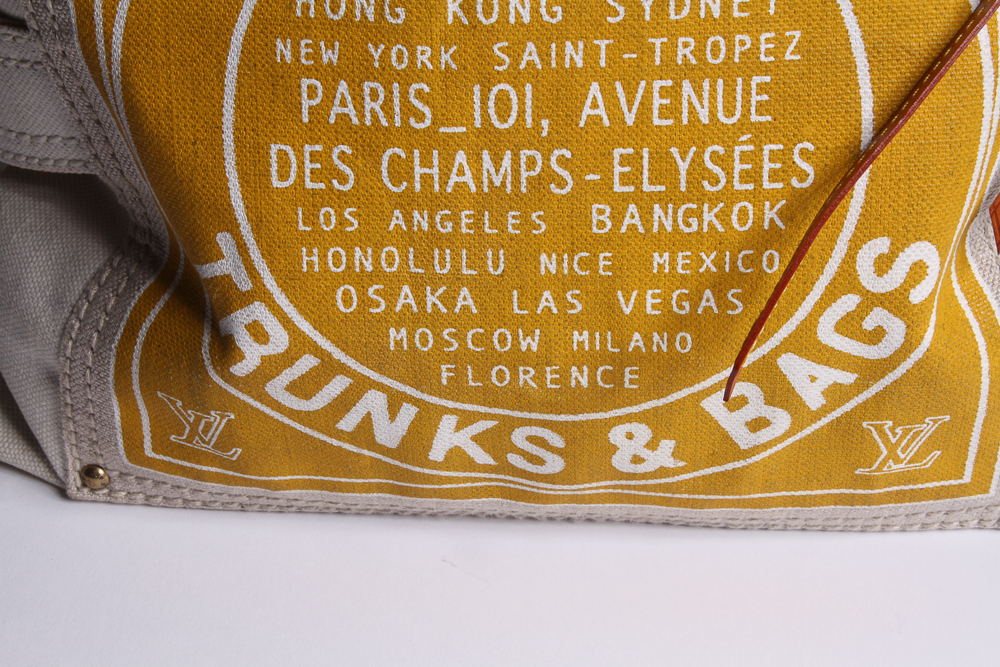 HONG KONG SYDNEY
NEW YORK SAINT-TROPEZ
PARIS_101, AVENUE
DES CHAMPS-ELYSÉES
LOS ANGELES BANGKOK
HONOLULU NICE MEXICO
OSAKA LAS VEGAS
MOSCOW MILANO
FLORENCE
TRUNKS & BAGS
LV
LV